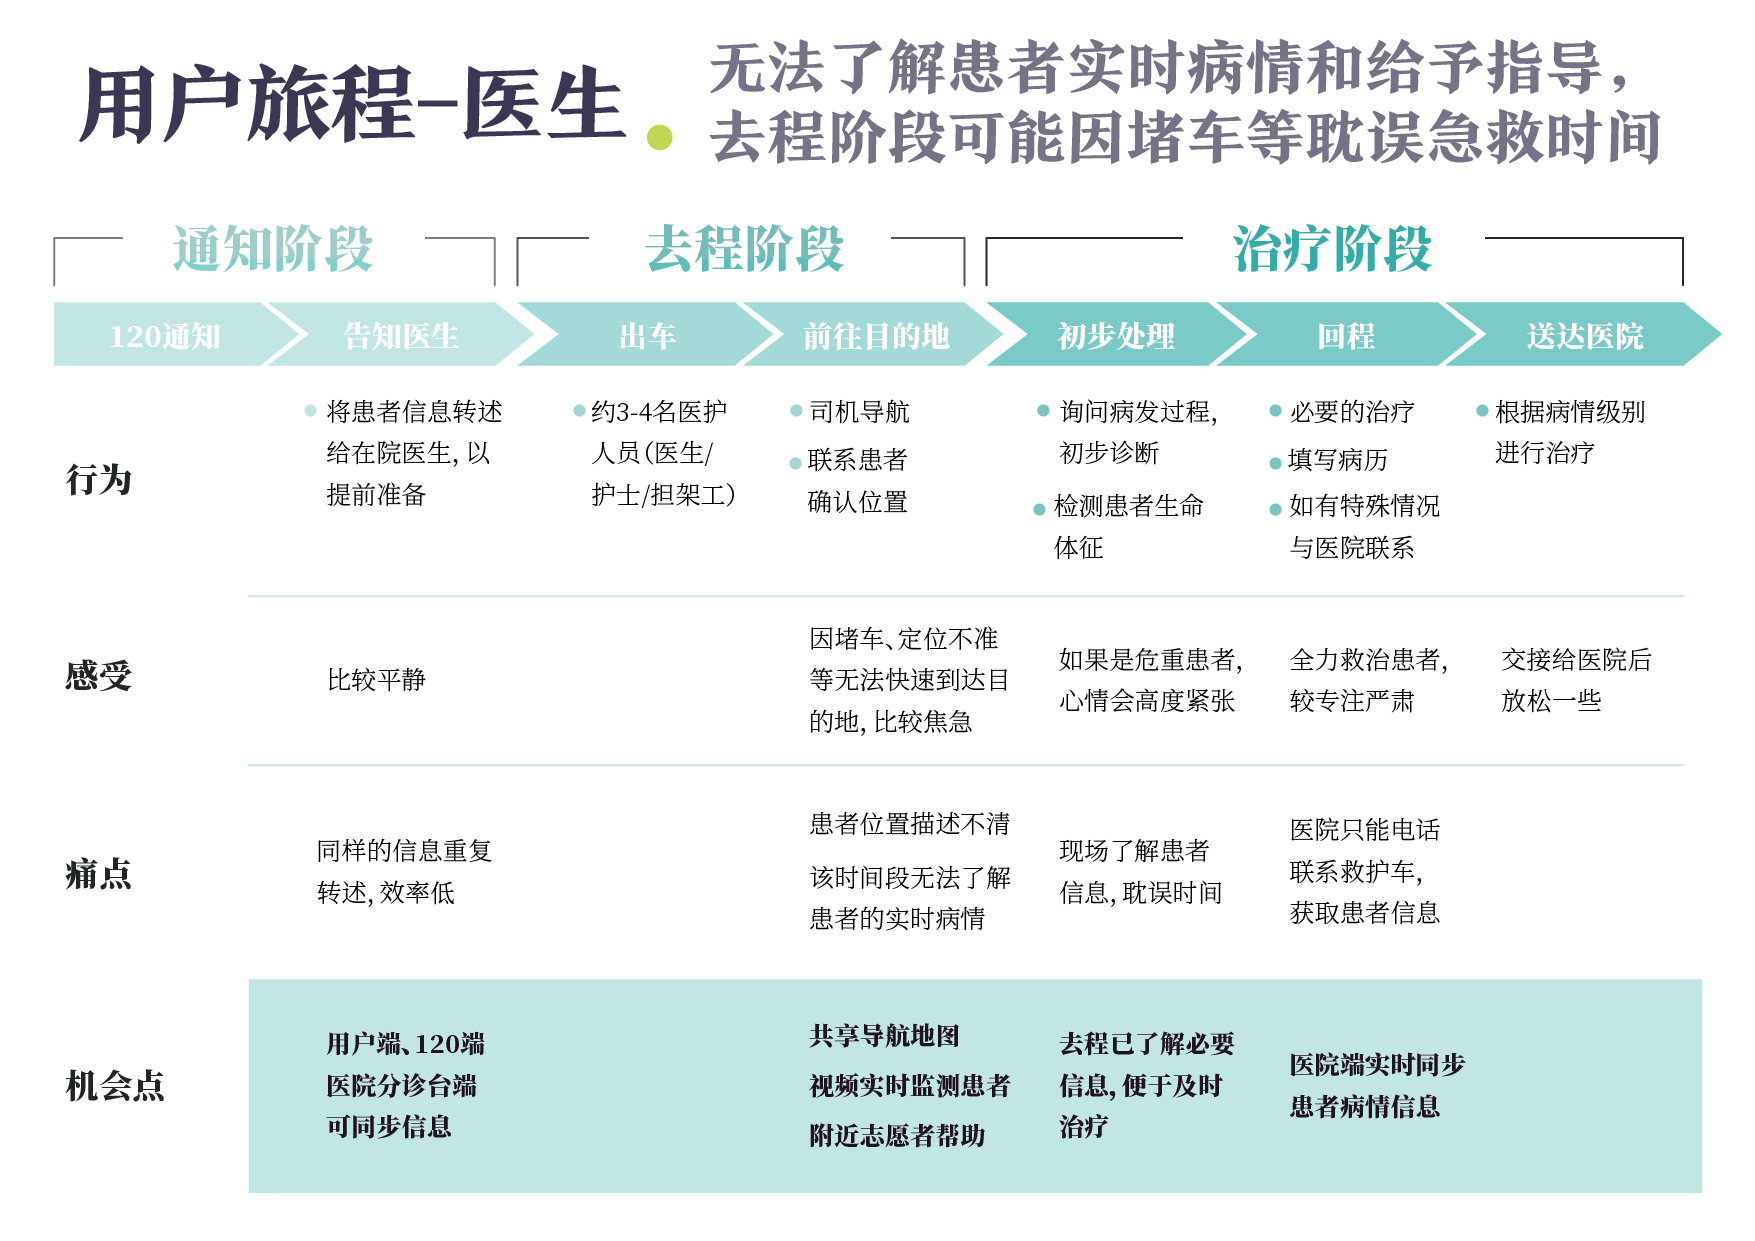 用户旅程-医生
无法了解患者实时病情和给予指导，
去程阶段可能因堵车等耽误急救时间
通知阶段
去程阶段
治疗阶段
120通知
告知医生
出车
前往目的地
初步处理
回程
送达医院
行为
将患者信息转述
给在院医生，以
提前准备
约3-4名医护
人员（医生/
护士/担架工）
司机导航
联系患者
确认位置
询问病发过程，
初步诊断
检测患者生命
体征
必要的治疗
填写病历
如有特殊情况
与医院联系
根据病情级别
进行治疗
感受
比较平静
因堵车、定位不准
等无法快速到达目
的地，比较焦急
如果是危重患者，
心情会高度紧张
全力救治患者，
较专注严肃
交接给医院后
放松一些
痛点
同样的信息重复
转述，效率低
患者位置描述不清
该时间段无法了解
患者的实时病情
现场了解患者
信息，耽误时间
医院只能电话
联系救护车，
获取患者信息
机会点
用户端、120端
医院分诊台端
可同步信息
共享导航地图
视频实时监测患者
附近志愿者帮助
去程已了解必要
信息，便于及时
治疗
医院端实时同步
患者病情信息